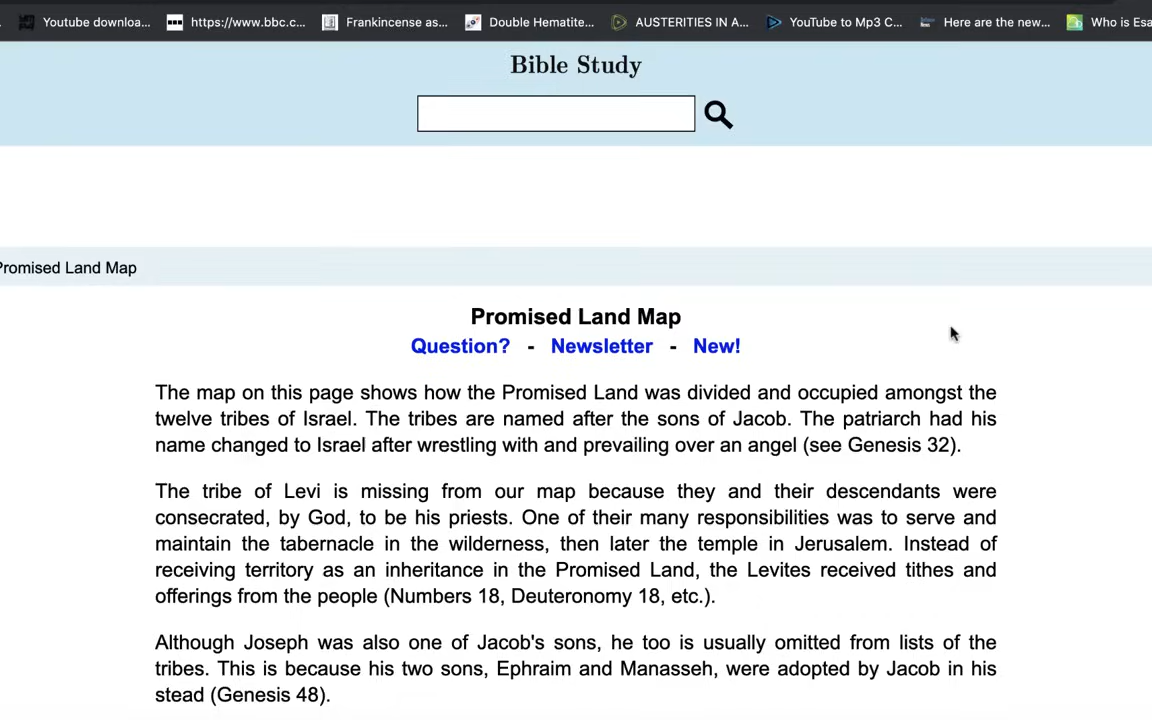 Youtube downloa... https://www.bbc.c... Frankincense as... Double Hematite... AUSTERITIES IN A... YouTube to Mp3 C... Here are the new... Who is Esa
Bible Study
Promised Land Map
Promised Land Map
Question? - Newsletter - New!
The map on this page shows how the Promised Land was divided and occupied amongst the
twelve tribes of Israel. The tribes are named after the sons of Jacob. The patriarch had his
name changed to Israel after wrestling with and prevailing over an angel (see Genesis 32).
The tribe of Levi is missing from our map because they and their descendants were
consecrated, by God, to be his priests. One of their many responsibilities was to serve and
maintain the tabernacle in the wilderness, then later the temple in Jerusalem. Instead of
receiving territory as an inheritance in the Promised Land, the Levites received tithes and
offerings from the people (Numbers 18, Deuteronomy 18, etc.).
Although Joseph was also one of Jacob's sons, he too is usually omitted from lists of the
tribes. This is because his two sons, Ephraim and Manasseh, were adopted by Jacob in his
stead (Genesis 48).